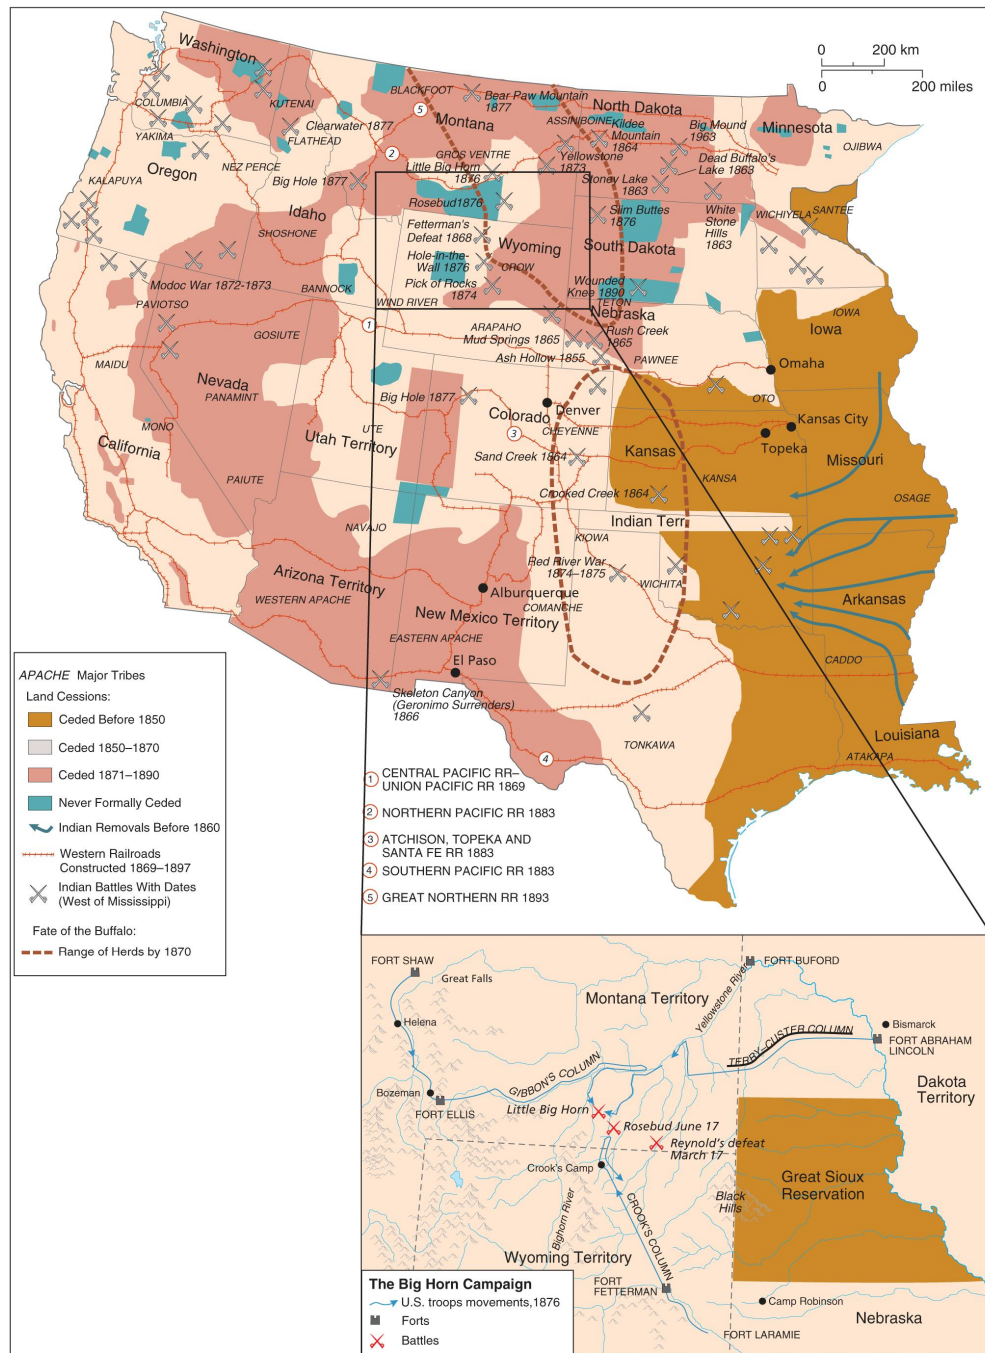 Washington
COLUMBIA
KUTENAI
YAKIMA
Clearwater 1877
FLATHEAD
NEZ PERCE
Oregon
KALAPUYA
Big Hole 1877
Idaho
SHOSHONE
Modoc War 1872-1873
BANNOCK
PAVIOTSO
GOSIUTE
MAIDU
Nevada
PANAMINT
MONO
California
PAIUTE
UTE
Utah Territory
NAVAJO
Arizona Territory
WESTERN APACHE
EASTERN APACHE
New Mexico Territory
Alburquerque
El Paso
Skeleton Canyon
(Geronimo Surrenders)
1866
0 200 km
0 200 miles
BLACKFOOT
Bear Paw Mountain
1877
5
Montana
2
GROS VENTRE
Little Big Horn
1876
ASSINIBOINE
North Dakota
Kildee
Mountain
1864
Big Mound
1963
Minnesota
OJIBWA
Yellowstone
1873
Dead Buffalo's
Lake 1863
Stoney Lake
1863
Rosebud1876
Slim Buttes
1876
White
Stone
Hills
1863
WICHIYELA
SANTEE
Fetterman's
Defeat 1868
Wyoming
CROW
South Dakota
Hole-in-the-
Wall 1876
Pick of Rocks
1874
Wounded
Knee 1890
TETON
WIND RIVER
Nebraska
1
ARAPAHO
Mud Springs 1865
Rush Creek
1865
Ash Hollow 1855
PAWNEE
IOWA
Iowa
Omaha
OTO
Big Hole 1877
Colorado
Denver
CHEYENNE
3
Sand Creek 1864
Kansas
Kansas City
Topeka
KANSA
Missouri
OSAGE
Crooked Creek 1864
Indian Terr.
KIOWA
Red River War
1874–1875
WICHITA
COMANCHE
Arkansas
CADDO
TONKAWA
Louisiana
ATAKAPA
4
APACHE Major Tribes
Land Cessions:
Ceded Before 1850
Ceded 1850–1870
Ceded 1871–1890
Never Formally Ceded
Indian Removals Before 1860
Western Railroads
Constructed 1869–1897
Indian Battles With Dates
(West of Mississippi)
Fate of the Buffalo:
Range of Herds by 1870
1 CENTRAL PACIFIC RR–
UNION PACIFIC RR 1869
2 NORTHERN PACIFIC RR 1883
3 ATCHISON, TOPEKA AND
SANTA FE RR 1883
4 SOUTHERN PACIFIC RR 1883
5 GREAT NORTHERN RR 1893
FORT SHAW
Great Falls
Helena
Bozeman
FORT ELLIS
Montana Territory
Yellowstone River
FORT BUFORD
GIBBON'S COLUMN
TERRY–CUSTER COLUMN
Bismarck
FORT ABRAHAM
LINCOLN
Dakota
Territory
Little Big Horn
Rosebud June 17
Reynold's defeat
March 17
Crook's Camp
Bighorn River
CROOK'S COLUMN
Black
Hills
Great Sioux
Reservation
Wyoming Territory
FORT
FETTERMAN
Camp Robinson
Nebraska
FORT LARAMIE
The Big Horn Campaign
U.S. troops movements,1876
Forts
Battles